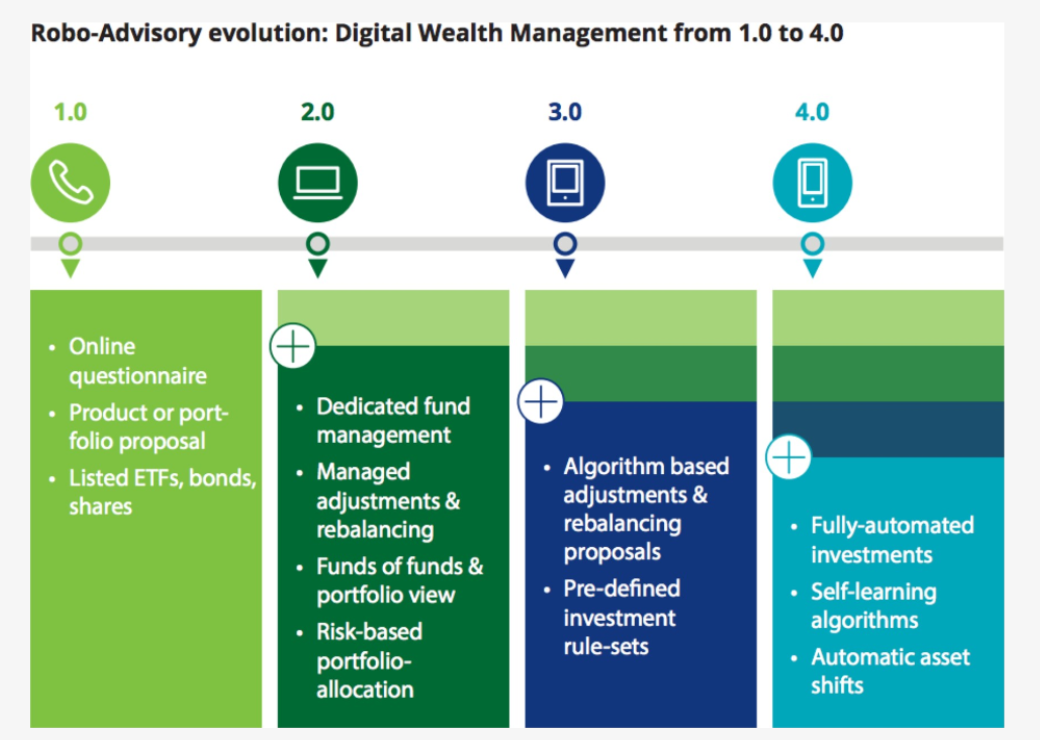 Robo-Advisory evolution: Digital Wealth Management from 1.0 to 4.0
1.0
2.0
3.0
4.0
• Online
questionnaire
• Product or port-
folio proposal
• Listed ETFs, bonds,
shares
• Dedicated fund
management
• Managed
adjustments &
rebalancing
• Funds of funds &
portfolio view
• Risk-based
portfolio-
allocation
• Algorithm based
adjustments &
rebalancing
proposals
• Pre-defined
investment
rule-sets
• Fully-automated
investments
• Self-learning
algorithms
• Automatic asset
shifts